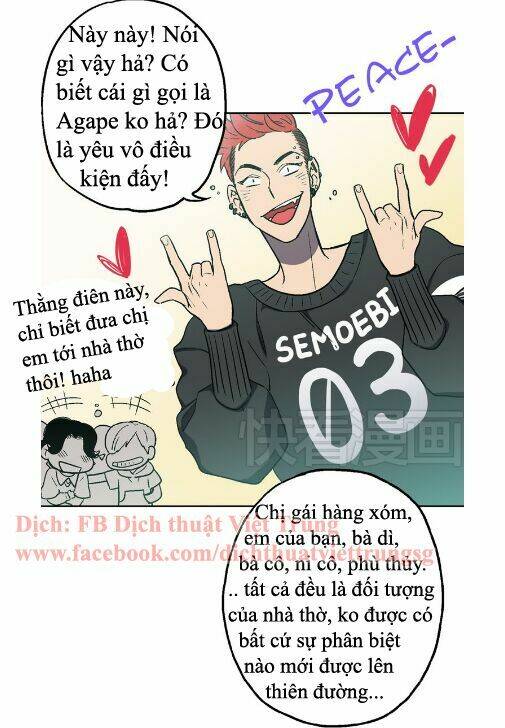 Này này! Nói
gì vậy hả? Có
biết cái gì gọi là
Agape ko hả? Đó
là yêu vô điều
kiện đấy!
PEACE-
Thằng điên này,
chỉ biết đưa chị
em tới nhà thờ
thôi! haha
SEMOEBI
03
快看漫画
Dịch: FB Dịch thuật Việt Trung
www.facebook.com/dichthuatviettrungsg
Chị gái hàng xóm,
em của bạn, bà dì,
bà cô, ni cô, phù thủy.
.. tất cả đều là đối tượng
của nhà thờ, ko được có
bất cứ sự phân biệt
nào mới được lên
thiên đường...